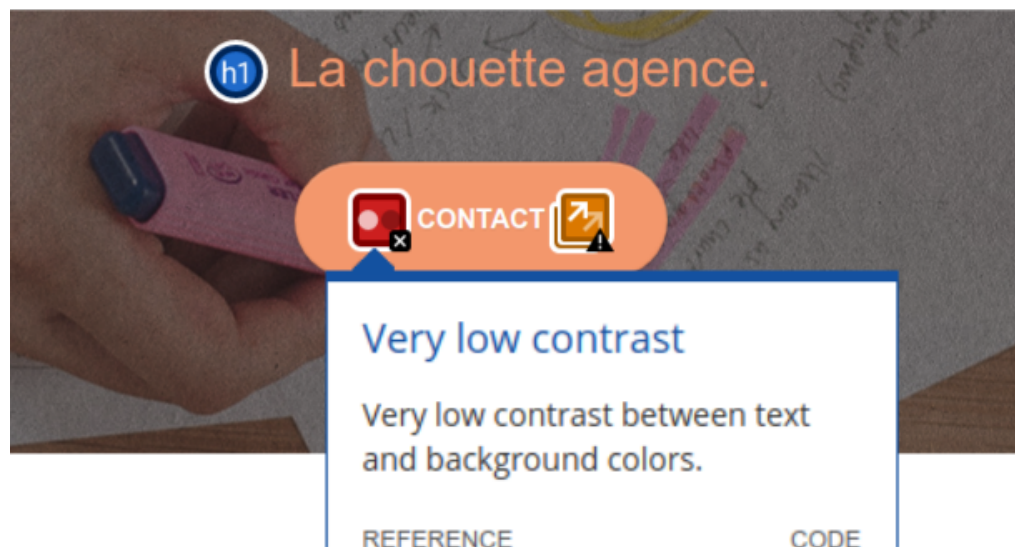 h1 La chouette agence.
CONTACT
Very low contrast
Very low contrast between text
and background colors.
REFERENCE CODE